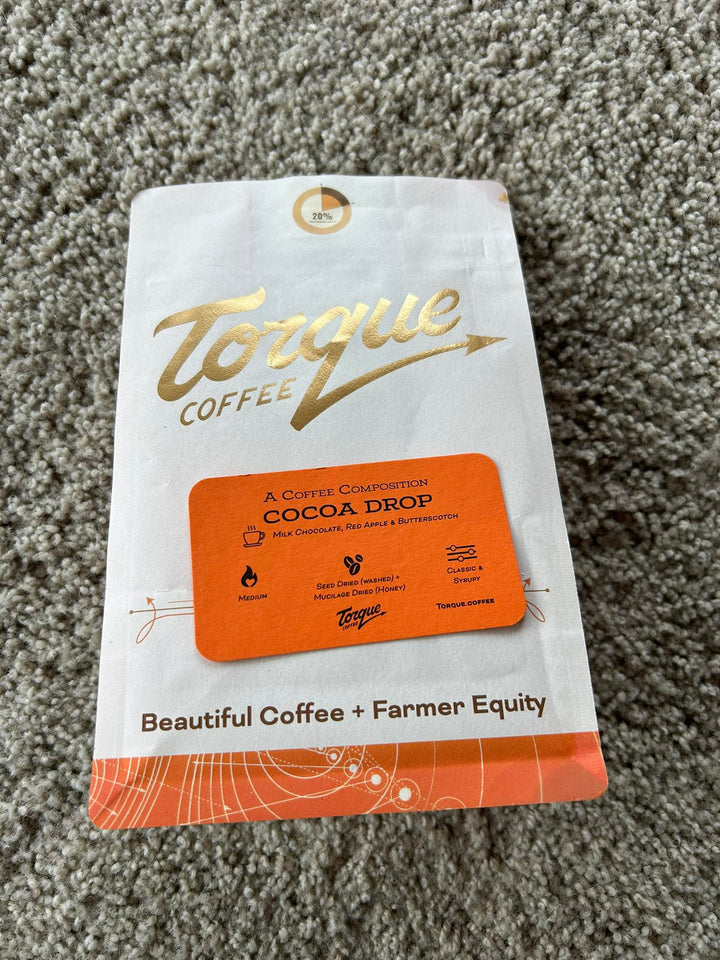 20%
Torque
COFFEE
A COFFEE COMPOSITION
COCOA DROP
MILK CHOCOLATE, RED APPLE & BUTTERSCOTCH
MEDIUM
SEED DRIED (WASHED) +
MUCILAGE DRIED (HONEY)
CLASSIC &
SYRUPY
Torque
COFFEE
TORQUE.COFFEE
Beautiful Coffee + Farmer Equity